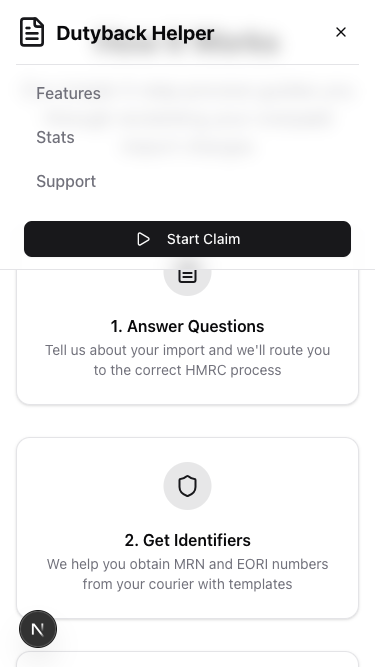 Dutyback Helper
Features
Stats
Support
Start Claim
1. Answer Questions
Tell us about your import and we'll route you
to the correct HMRC process
2. Get Identifiers
We help you obtain MRN and EORI numbers
from your courier with templates
N